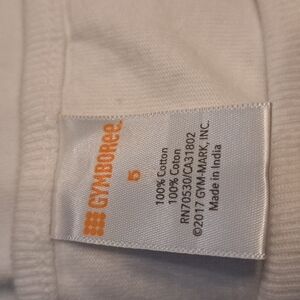 GYMBOREE
5
100% Cotton
100% Coton
RN70530/CA31802
©2017 GYM-MARK, INC.
Made in India